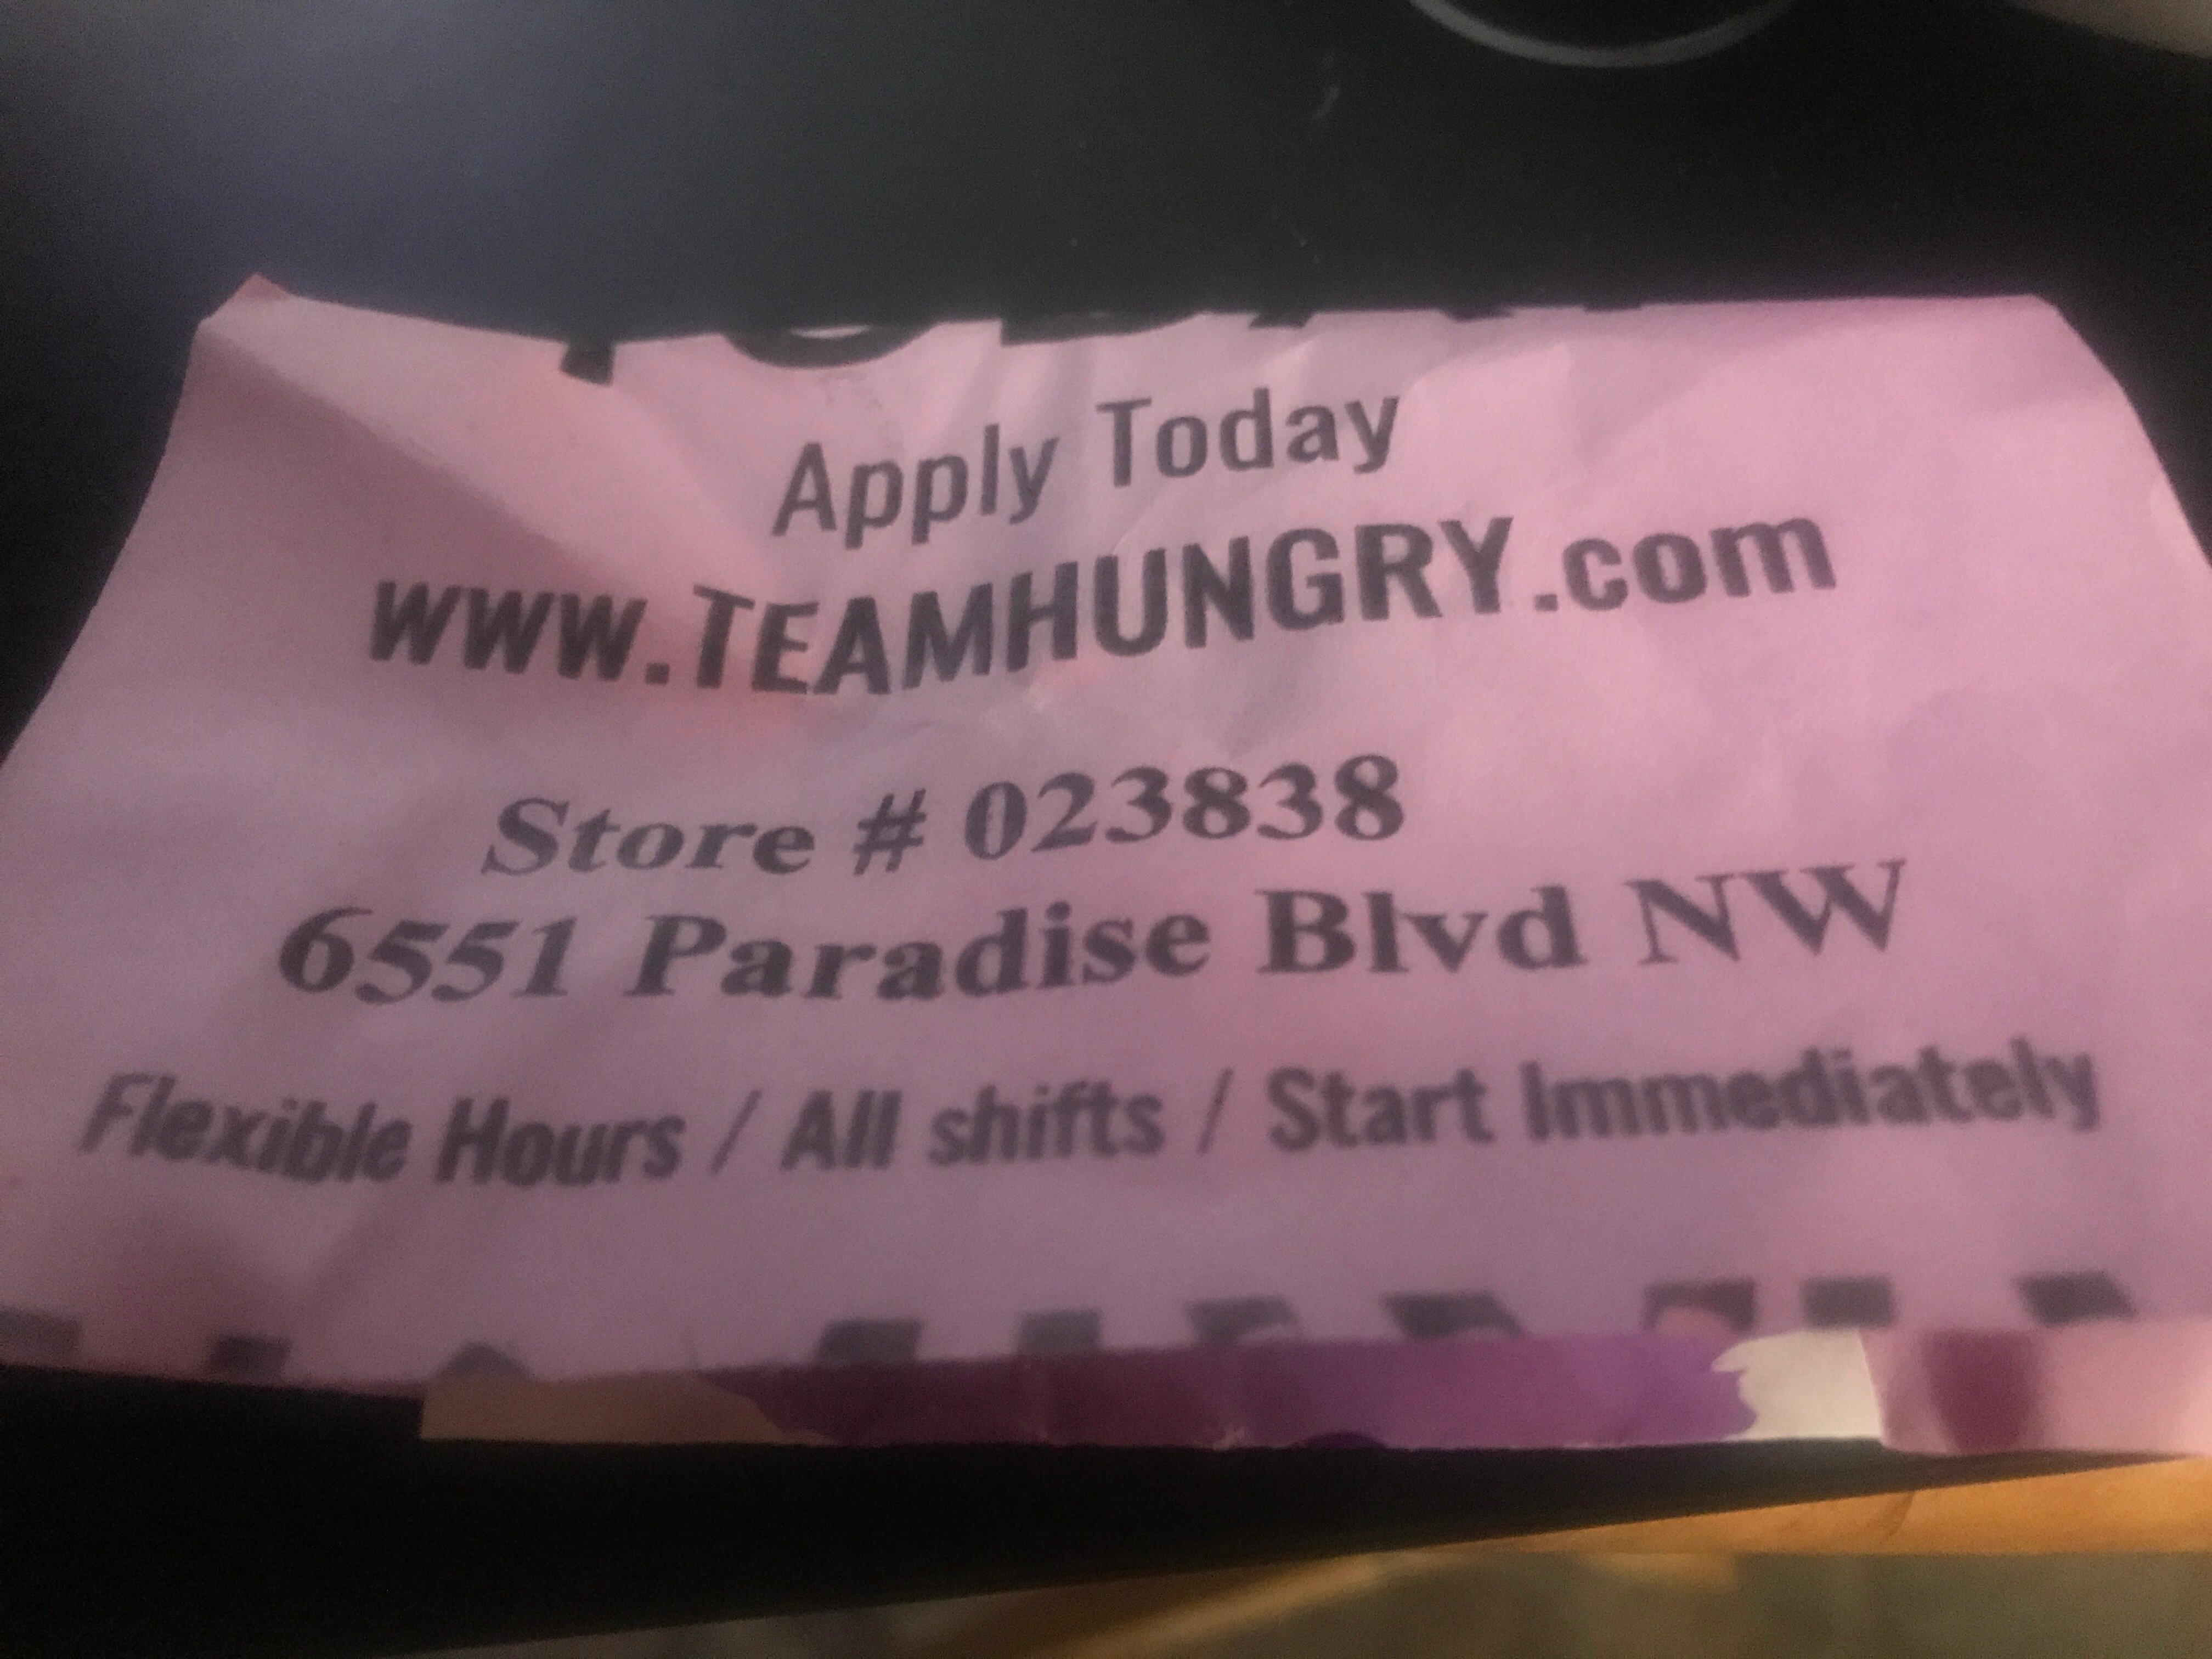 Apply Today
www.TEAMHUNGRY.com
Store # 023838
6551 Paradise Blvd NW
Flexible Hours / All shifts / Start Immediately